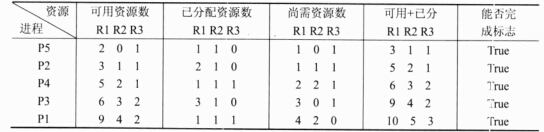 资源 可用资源数 已分配资源数 尚需资源数 可用+已分 能否完
进程 R1 R2 R3 R1 R2 R3 R1 R2 R3 R1 R2 R3 成标志
P5 2 0 1 1 1 0 1 0 1 3 1 1 True
P2 3 1 1 2 1 0 1 1 1 5 2 1 True
P4 5 2 1 1 1 1 2 2 1 6 3 2 True
P3 6 3 2 3 1 0 3 0 1 9 4 2 True
P1 9 4 2 1 1 1 4 2 0 10 5 3 True